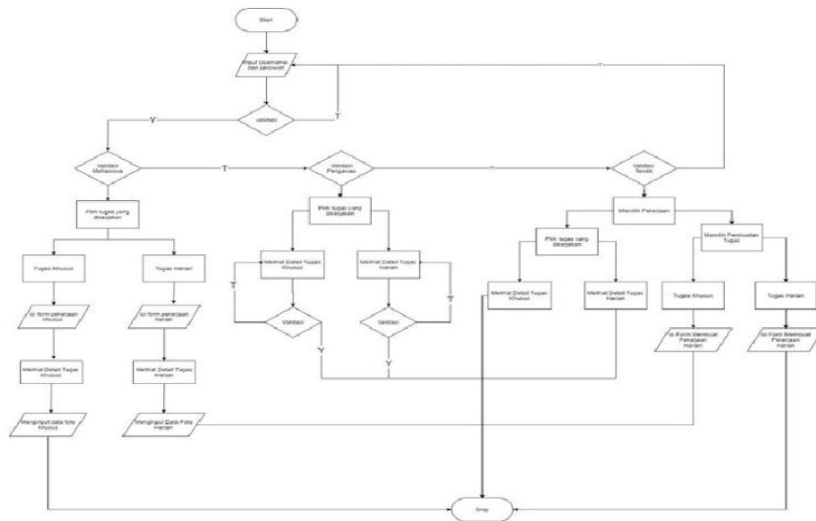 Start
Input Username
dan password
validasi
T
T
Y
Validasi
Mahasiswa
T
Validasi
Pengawas
Validasi
Tendik
Pilih tugas yang
dikerjakan
Pilih tugas yang
dikerjakan
Memilih Pekerjaan
Pilih tugas yang
dikerjakan
Memilih Pembuatan
Tugas
Tugas Khusus
Tugas Harian
Melihat Detail Tugas
Khusus
Melihat Detail Tugas
Harian
T
T
Melihat Detail Tugas
Khusus
Melihat Detail Tugas
Harian
Tugas Khusus
Tugas Harian
Isi form pekerjaan
Khusus
Isi form pekerjaan
Harian
Validasi
Validasi
Y
Y
Isi Form Membuat
Pekerjaan
Harian
Isi Form Membuat
Pekerjaan
Harian
Melihat Detail Tugas
Khusus
Melihat Detail Tugas
Harian
Menginput data foto
Khusus
Menginput Data Foto
Harian
Stop